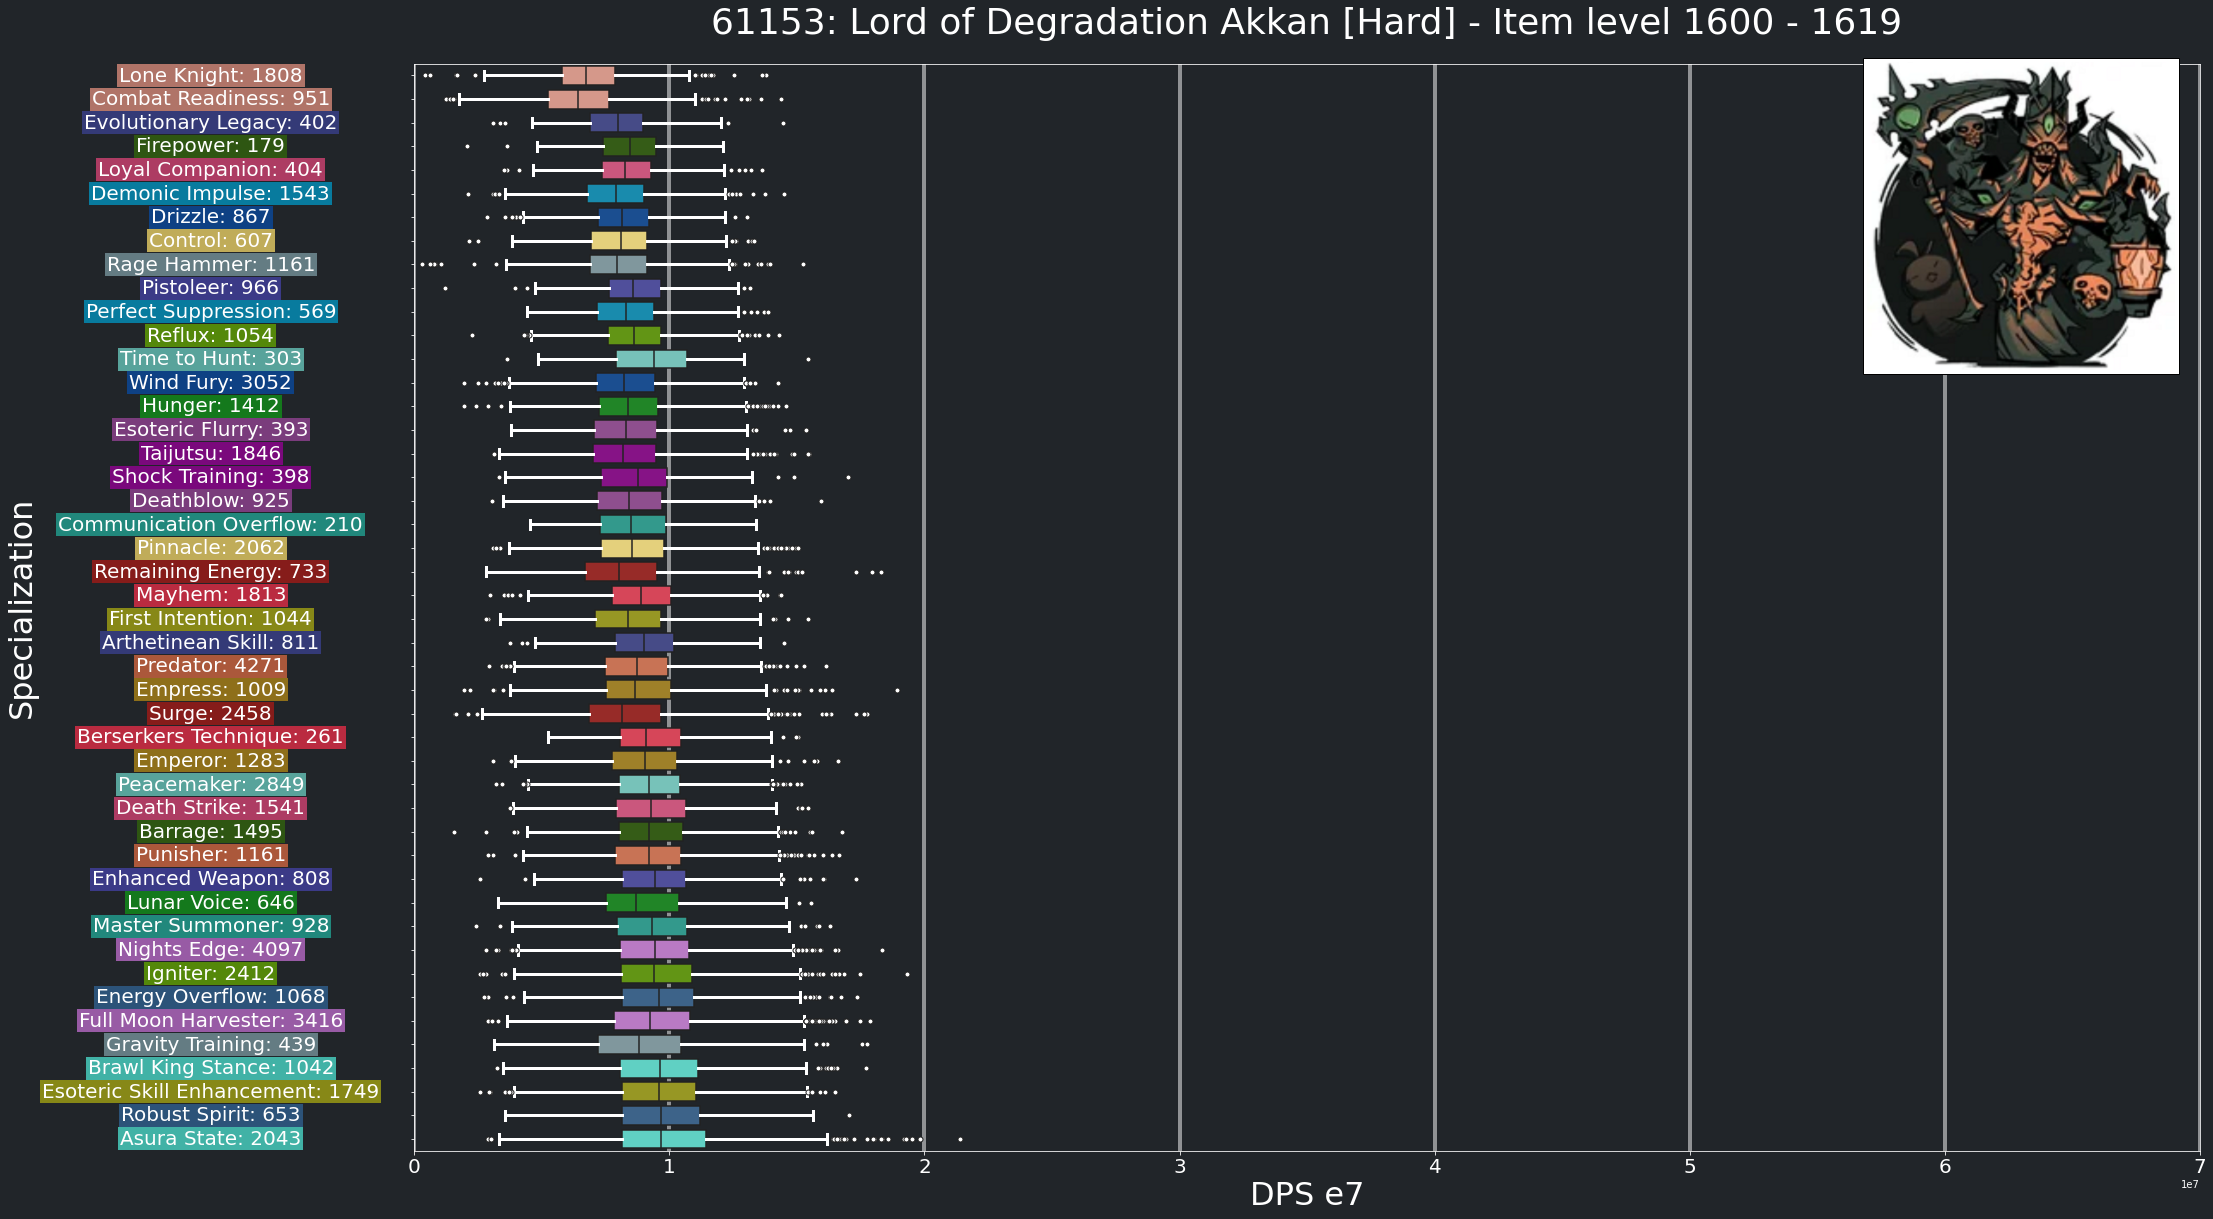 61153: Lord of Degradation Akkan [Hard] - Item level 1600 - 1619
Specialization
Lone Knight: 1808
Combat Readiness: 951
Evolutionary Legacy: 402
Firepower: 179
Loyal Companion: 404
Demonic Impulse: 1543
Drizzle: 867
Control: 607
Rage Hammer: 1161
Pistoleer: 966
Perfect Suppression: 569
Reflux: 1054
Time to Hunt: 303
Wind Fury: 3052
Hunger: 1412
Esoteric Flurry: 393
Taijutsu: 1846
Shock Training: 398
Deathblow: 925
Communication Overflow: 210
Pinnacle: 2062
Remaining Energy: 733
Mayhem: 1813
First Intention: 1044
Arthetinean Skill: 811
Predator: 4271
Empress: 1009
Surge: 2458
Berserkers Technique: 261
Emperor: 1283
Peacemaker: 2849
Death Strike: 1541
Barrage: 1495
Punisher: 1161
Enhanced Weapon: 808
Lunar Voice: 646
Master Summoner: 928
Nights Edge: 4097
Igniter: 2412
Energy Overflow: 1068
Full Moon Harvester: 3416
Gravity Training: 439
Brawl King Stance: 1042
Esoteric Skill Enhancement: 1749
Robust Spirit: 653
Asura State: 2043
0 1 2 3 4 5 6 7
1e7
DPS e7